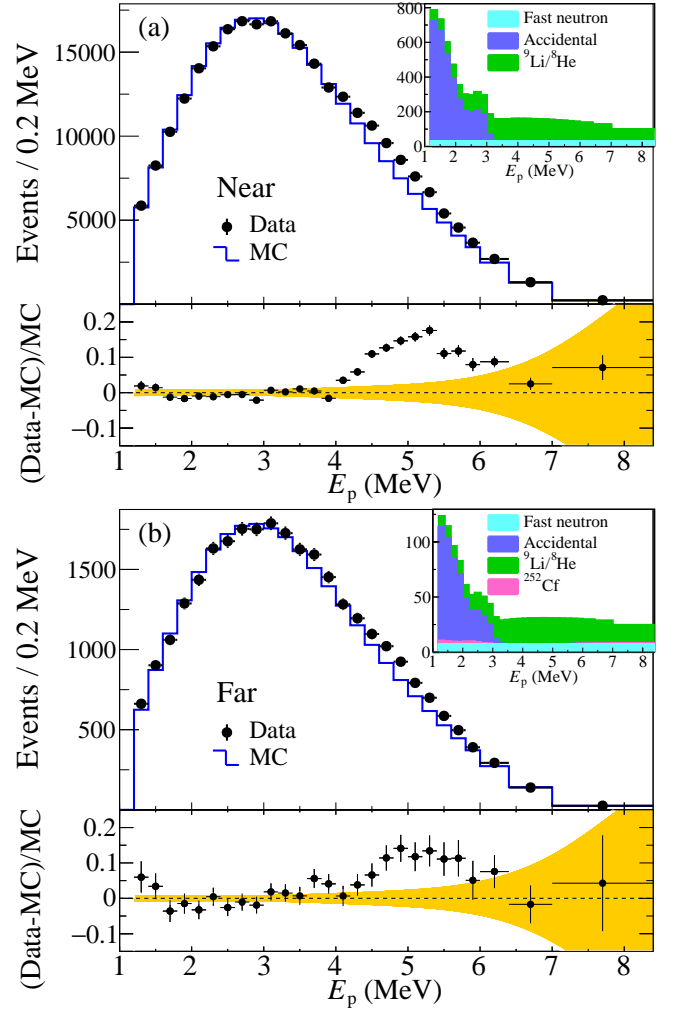 (a)
Events / 0.2 MeV
15000
10000
5000
Near
Data
MC
800
600
400
200
0
Fast neutron
Accidental
⁹Li/⁸He
1 2 3 4 5 6 7 8
Eₚ (MeV)
(Data-MC)/MC
0.2
0.1
0
−0.1
1 2 3 4 5 6 7 8
Eₚ (MeV)
(b)
Events / 0.2 MeV
1500
1000
500
Far
Data
MC
100
50
0
Fast neutron
Accidental
⁹Li/⁸He
²⁵²Cf
1 2 3 4 5 6 7 8
Eₚ (MeV)
(Data-MC)/MC
0.2
0.1
0
−0.1
1 2 3 4 5 6 7 8
Eₚ (MeV)